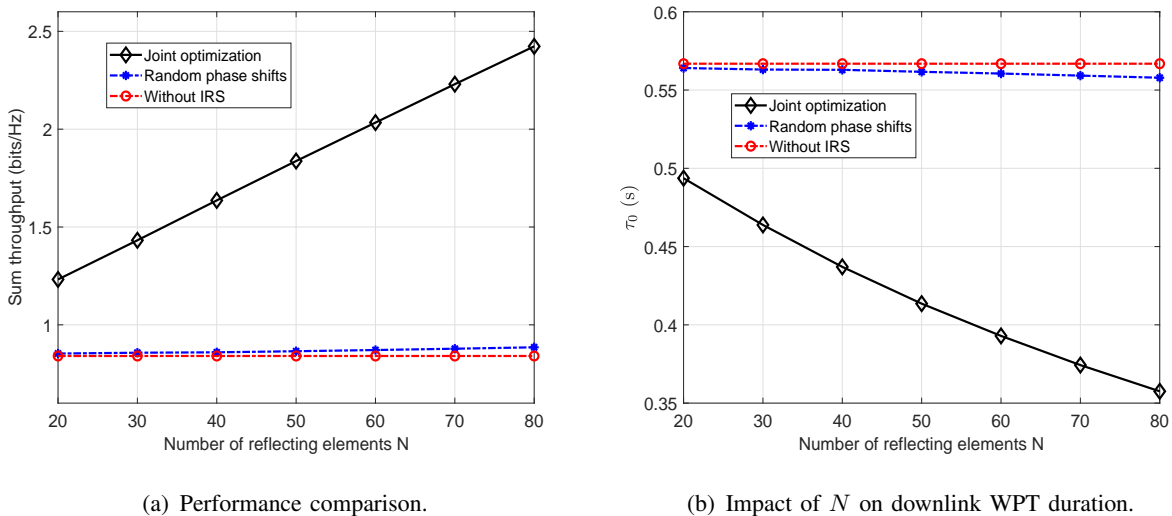 2.5
2
1.5
1
Sum throughput (bits/Hz)
Joint optimization
Random phase shifts
Without IRS
20 30 40 50 60 70 80
Number of reflecting elements N
(a) Performance comparison.
0.6
0.55
0.5
0.45
0.4
0.35
τ₀ (s)
Joint optimization
Random phase shifts
Without IRS
20 30 40 50 60 70 80
Number of reflecting elements N
(b) Impact of N on downlink WPT duration.